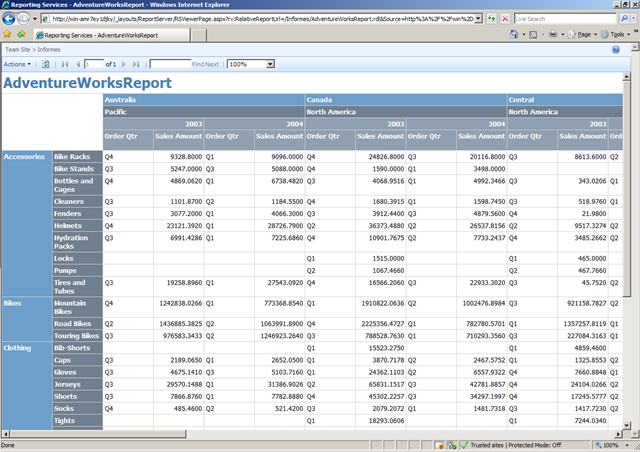 Reporting Services - AdventureWorksReport - Windows Internet Explorer
http://win-amr7ey1djky/_layouts/ReportServer/RSViewerPage.aspx?rv:RelativeReportUrl=/Informes/AdventureWorksReport.rdl&Source=http%3A%2F%2Fwin%2D Live Search
Reporting Services - AdventureWorksReport Page Tools
Team Site > Informes
Actions 1 of 1 Find Next 100%
AdventureWorksReport
Australia Canada Central
Pacific North America North America
2003 2004 2003 2004 2003
Order Qtr Sales Amount Order Qtr Sales Amount Order Qtr Sales Amount Order Qtr Sales Amount Order Qtr Sales Amount Orde
Accessories Bike Racks Q4 9328.8000 Q1 9096.0000 Q4 24826.8000 Q3 20116.8000 Q3 8613.6000 Q2
Bike Stands Q3 5247.0000 Q3 5088.0000 Q4 1590.0000 Q1 3498.0000
Bottles and Cages Q4 4869.0620 Q1 6738.4820 Q3 4068.9516 Q1 4992.3466 Q3 343.0206 Q1
Cleaners Q3 1101.8700 Q2 1184.5500 Q4 1680.3915 Q1 1598.7450 Q3 518.9760 Q1
Fenders Q3 3077.2000 Q1 4066.3000 Q3 3912.4400 Q3 4879.5600 Q4 21.9800
Helmets Q4 23121.3920 Q1 28726.7900 Q4 36373.4880 Q4 26537.8156 Q2 9517.3274 Q2
Hydration Packs Q3 6991.4286 Q1 7225.6860 Q4 10901.7675 Q2 7733.2437 Q4 3485.2662 Q2
Locks Q1 1515.0000 Q1 465.0000
Pumps Q2 1067.4660 Q2 467.7660
Tires and Tubes Q3 19258.8960 Q1 27543.0920 Q4 16566.2060 Q3 22933.3020 Q3 45.7520 Q2
Bikes Mountain Bikes Q4 1242838.0266 Q1 773368.8540 Q1 1910822.0636 Q2 1002476.8984 Q3 921158.7827 Q2
Road Bikes Q2 1436885.3825 Q2 1063991.8900 Q4 2225356.4727 Q1 782780.5701 Q1 1357257.8119 Q1
Touring Bikes Q3 976583.3433 Q2 1246923.2640 Q3 788528.7630 Q1 710293.3560 Q3 227084.3163 Q1
Clothing Bib-Shorts Q1 15523.2750 Q1 4859.4600
Caps Q3 2189.0650 Q1 2652.0500 Q1 3870.7178 Q2 2467.5752 Q1 1325.8553 Q2
Gloves Q3 4675.1410 Q3 5103.7160 Q1 24362.1103 Q2 6557.9322 Q4 7660.8848 Q1
Jerseys Q3 29570.1488 Q1 31386.9026 Q3 65831.1517 Q3 42781.8857 Q4 24104.0266 Q2
Shorts Q3 7866.8760 Q1 7782.8880 Q4 45302.2257 Q3 34297.1997 Q4 17245.5777 Q2
Socks Q4 485.4600 Q2 521.4200 Q3 2079.2072 Q1 1481.7318 Q3 1417.7230 Q2
Tights Q1 18293.0606 Q1 7244.0340
Done Trusted sites | Protected Mode: Off 100%